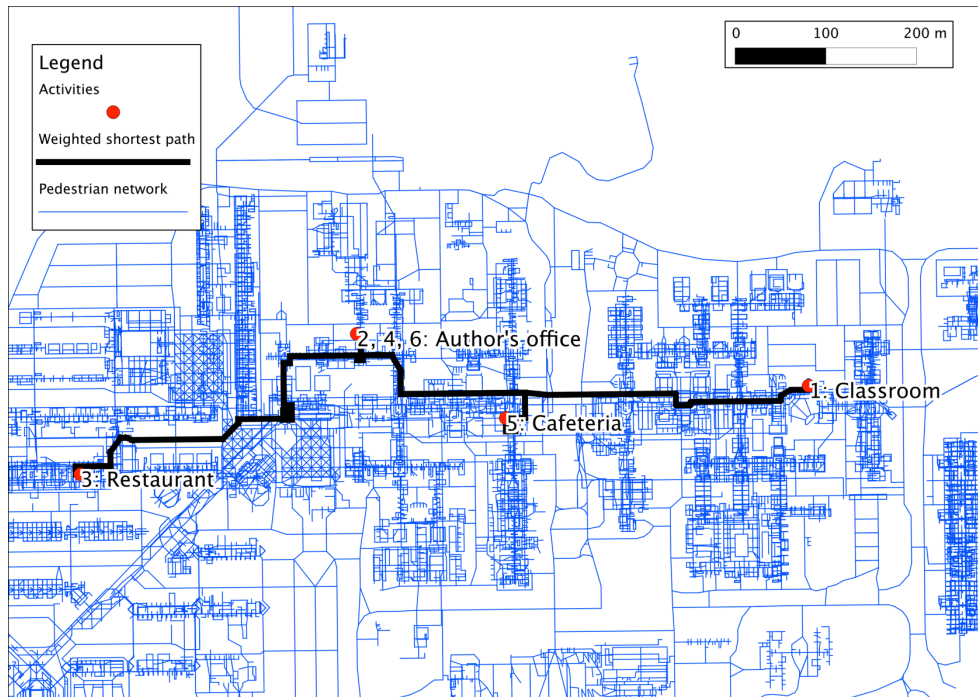 Legend
Activities
Weighted shortest path
Pedestrian network
0 100 200 m
2, 4, 6: Author's office
1: Classroom
5: Cafeteria
3: Restaurant